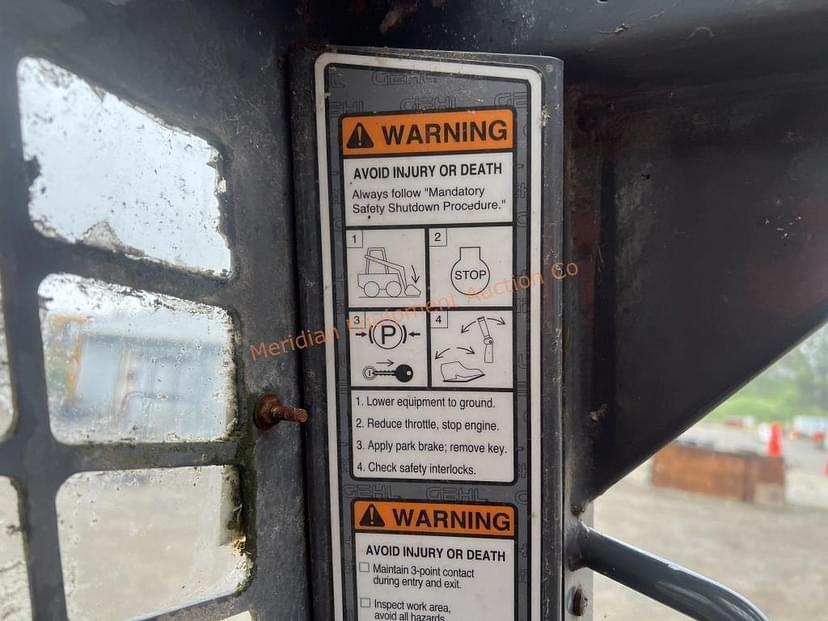 GEHL
WARNING
AVOID INJURY OR DEATH
Always follow "Mandatory
Safety Shutdown Procedure."
1
2
STOP
3
P
4
1. Lower equipment to ground.
2. Reduce throttle, stop engine.
3. Apply park brake; remove key.
4. Check safety interlocks.
GEHL GEHL
WARNING
AVOID INJURY OR DEATH
Maintain 3-point contact
during entry and exit.
Inspect work area,
avoid all hazards.
Meridian Equipment Auction Co